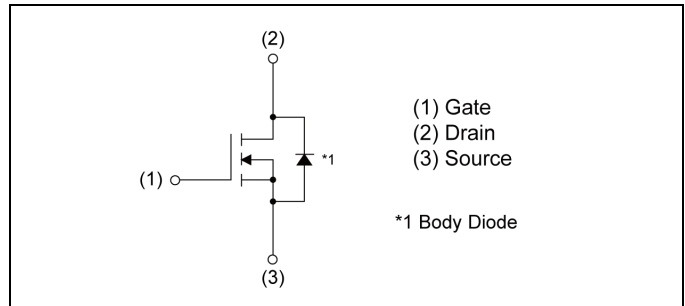 (2)
(1) Gate
(2) Drain
(3) Source
*1
(1)
*1 Body Diode
(3)